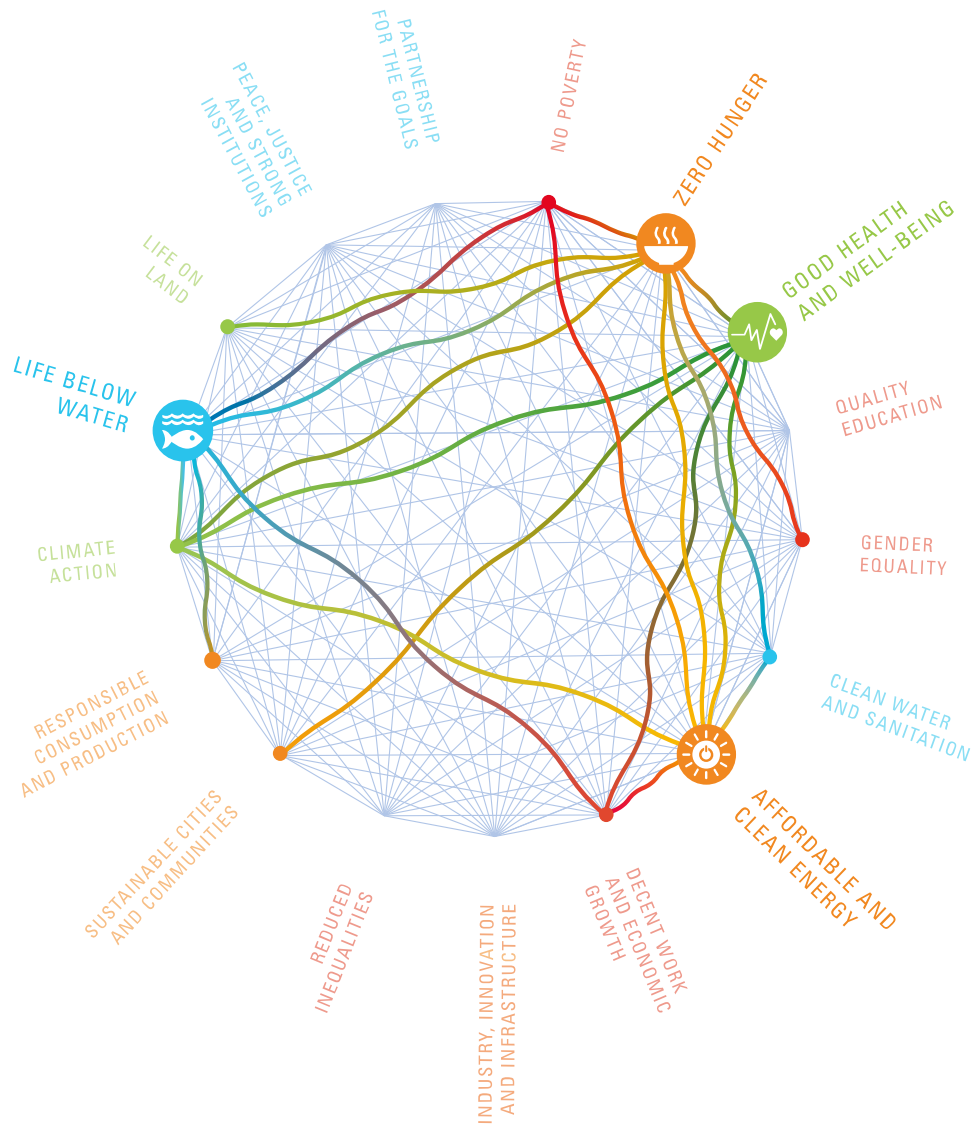 NO POVERTY
ZERO HUNGER
GOOD HEALTH
AND WELL-BEING
QUALITY
EDUCATION
GENDER
EQUALITY
CLEAN WATER
AND SANITATION
AFFORDABLE AND
CLEAN ENERGY
DECENT WORK
AND ECONOMIC
GROWTH
INDUSTRY, INNOVATION
AND INFRASTRUCTURE
REDUCED
INEQUALITIES
SUSTAINABLE CITIES
AND COMMUNITIES
RESPONSIBLE
CONSUMPTION
AND PRODUCTION
CLIMATE
ACTION
LIFE BELOW
WATER
LIFE ON
LAND
PEACE, JUSTICE
AND STRONG
INSTITUTIONS
PARTNERSHIP
FOR THE GOALS